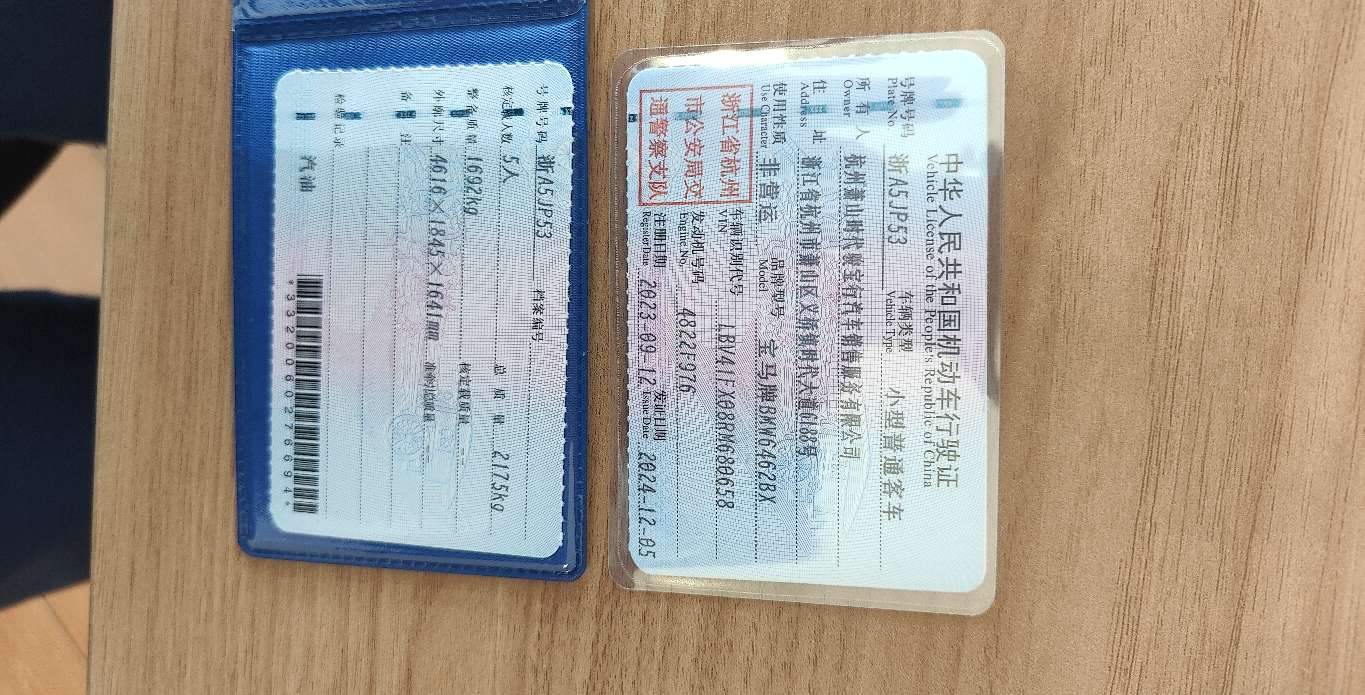 中华人民共和国机动车行驶证
Vehicle License of the People's Republic of China
号牌号码 浙A5JP53 车辆类型 小型普通客车
Plate No. Vehicle Type
所有人 杭州萧山时代骏宝行汽车销售服务有限公司
Owner
住址 浙江省杭州市萧山区义桥镇时代大道6188号
Address
使用性质 非营运 品牌型号 宝马牌BMW6462BX
Use Character Model
浙江省杭州
市公安局交
通警察支队
车辆识别代号 LBV41FX08RM680658
VIN
发动机号码 4822F976
Engine No.
注册日期 2023-09-12 发证日期 2024-12-05
Register Date Issue Date
号牌号码 浙A5JP53 档案编号
核定载人数 5人 总质量 2175kg
整备质量 1692kg 核定载质量 --
外廓尺寸 4616×1845×1641mm 准牵引总质量 --
备注
检验记录
汽油
*3320060276694*